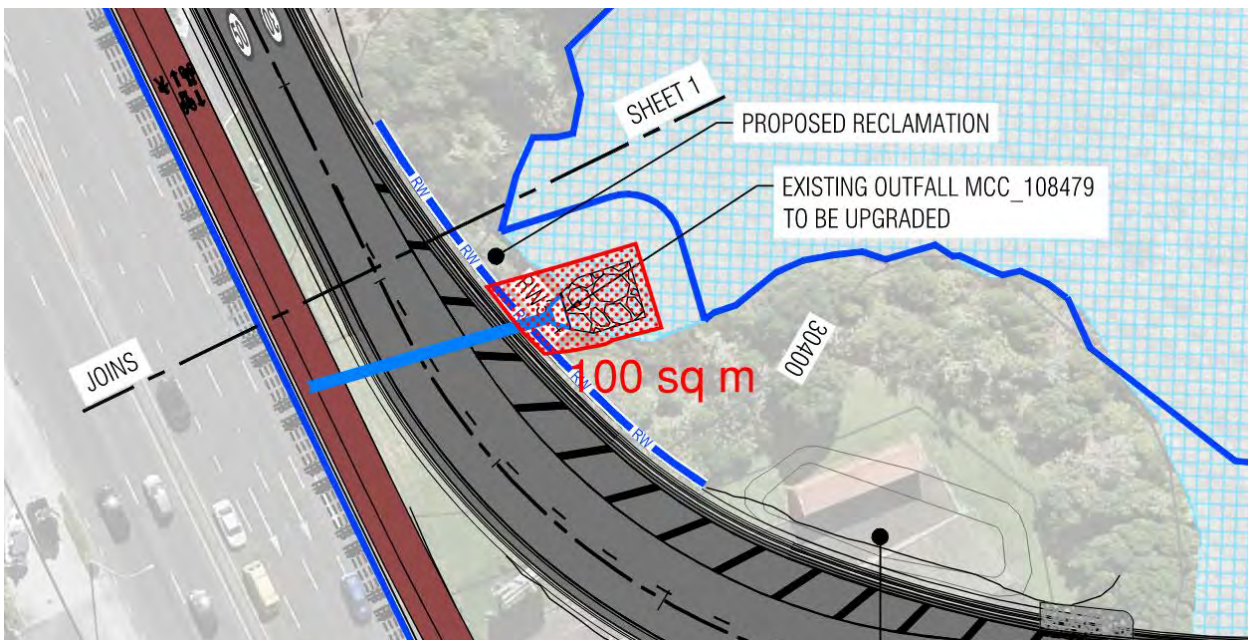 50
SHEET 1
PROPOSED RECLAMATION
EXISTING OUTFALL MCC_108479
TO BE UPGRADED
RW
RW
RW
RW
RW
RW
JOINS
30400
100 sq m